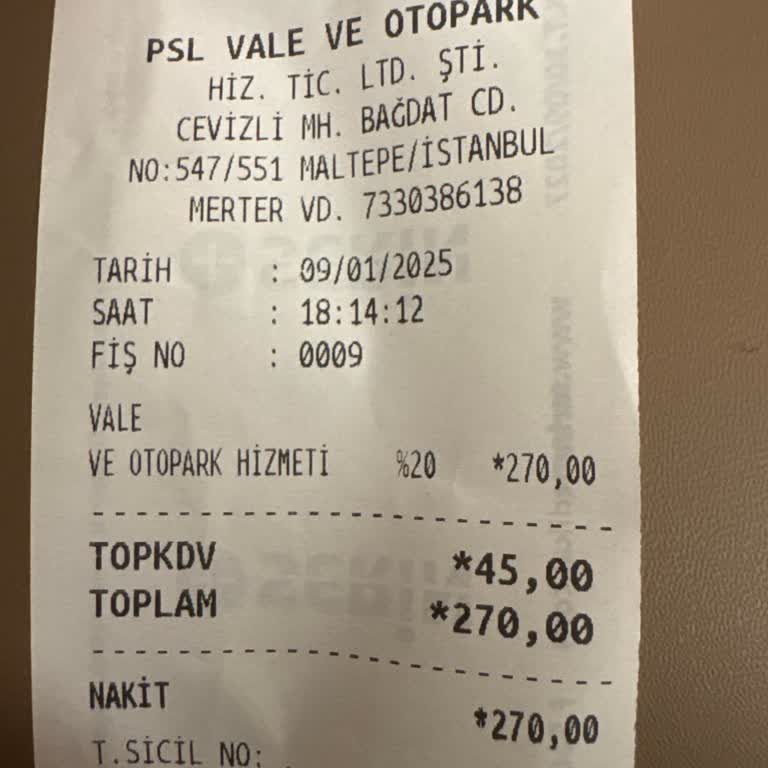 PSL VALE VE OTOPARK
HİZ. TİC. LTD. ŞTİ.
CEVİZLİ MH. BAĞDAT CD.
NO:547/551 MALTEPE/İSTANBUL
MERTER VD. 7330386138
TARİH : 09/01/2025
SAAT : 18:14:12
FİŞ NO : 0009
VALE
VE OTOPARK HİZMETİ %20 *270,00
TOPKDV *45,00
TOPLAM *270,00
NAKİT *270,00
T.SİCİL NO: